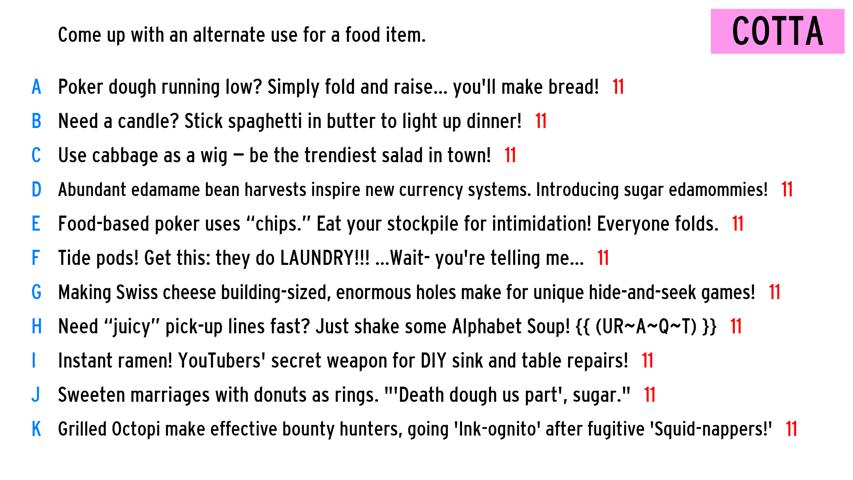 Come up with an alternate use for a food item.
COTTA
A Poker dough running low? Simply fold and raise... you'll make bread! 11
B Need a candle? Stick spaghetti in butter to light up dinner! 11
C Use cabbage as a wig – be the trendiest salad in town! 11
D Abundant edamame bean harvests inspire new currency systems. Introducing sugar edamommies! 11
E Food-based poker uses “chips.” Eat your stockpile for intimidation! Everyone folds. 11
F Tide pods! Get this: they do LAUNDRY!!! ...Wait- you're telling me... 11
G Making Swiss cheese building-sized, enormous holes make for unique hide-and-seek games! 11
H Need “juicy” pick-up lines fast? Just shake some Alphabet Soup! {{ (UR~A~Q~T) }} 11
I Instant ramen! YouTubers' secret weapon for DIY sink and table repairs! 11
J Sweeten marriages with donuts as rings. "'Death dough us part', sugar." 11
K Grilled Octopi make effective bounty hunters, going 'Ink-ognito' after fugitive 'Squid-nappers!' 11